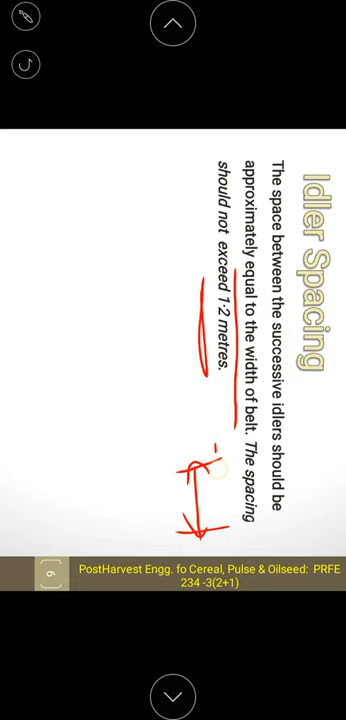 Idler Spacing
The space between the successive idlers should be
approximately equal to the width of belt. The spacing
should not exceed 1·2 metres.
PostHarvest Engg. fo Cereal, Pulse & Oilseed: PRFE
234 -3(2+1)
6